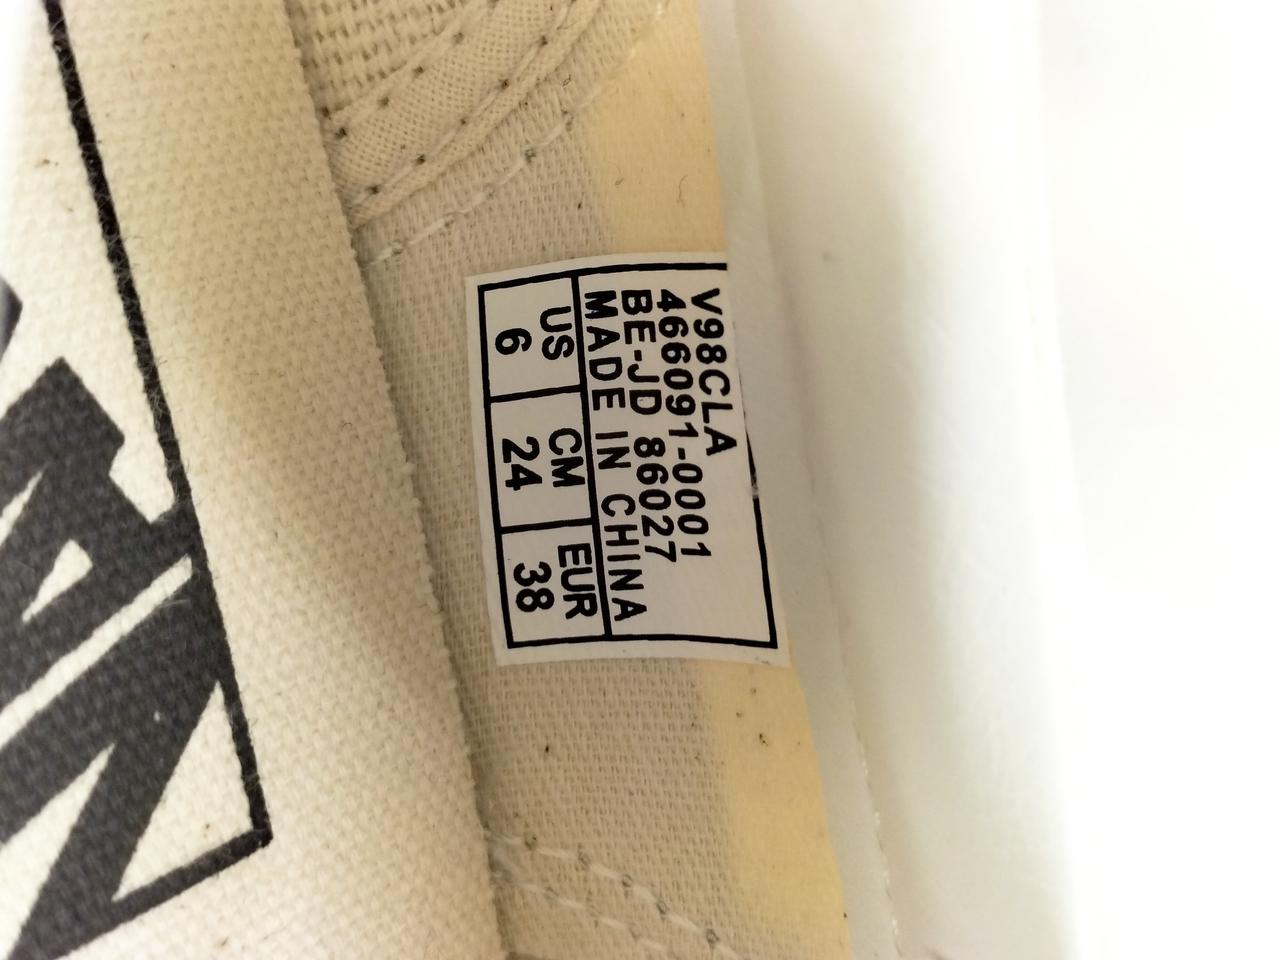 V98CLA
466091-0001
BE-JD 86027
MADE IN CHINA
US CM EUR
6 24 38